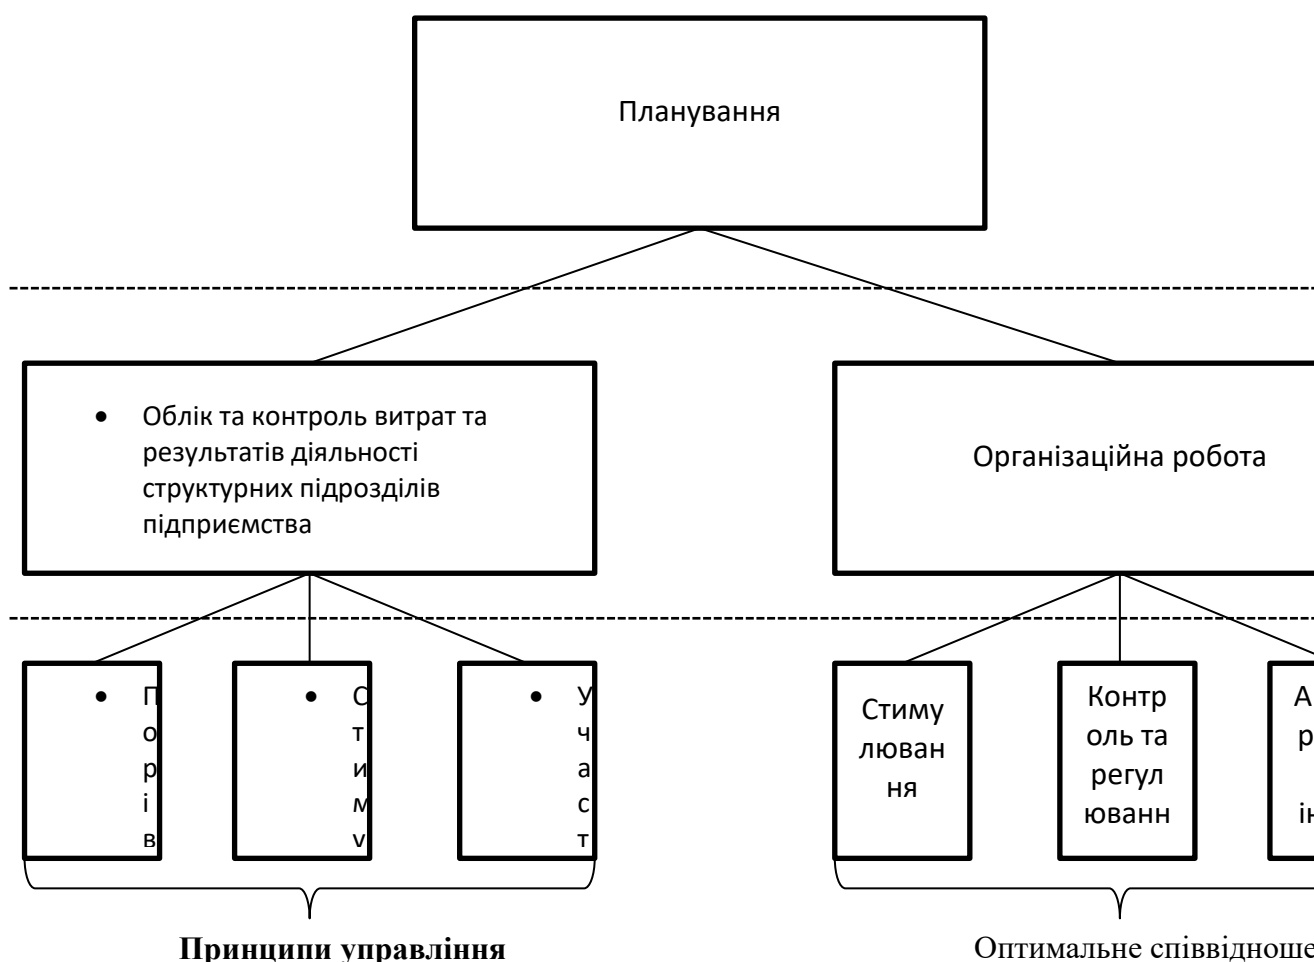 Планування
• Облік та контроль витрат та
результатів діяльності
структурних підрозділів
підприємства
Організаційна робота
• П
о
р
і
в
• С
т
и
м
у
• У
ч
а
с
т
Стиму
люван
ня
Контр
оль та
регул
юванн
Принципи управління
Оптимальне співвідноше